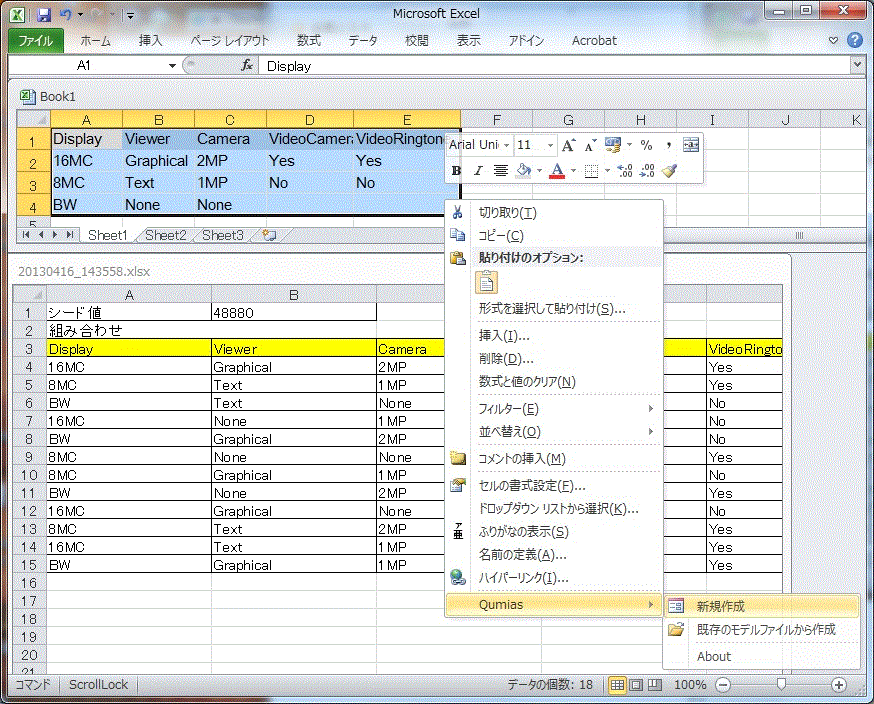 Microsoft Excel
ファイル ホーム 挿入 ページ レイアウト 数式 データ 校閲 表示 アドイン Acrobat
A1 fx Display
Book1
A B C D E F G H I J K
1 Display Viewer Camera VideoCamera VideoRington
2 16MC Graphical 2MP Yes Yes
3 8MC Text 1MP No No
4 BW None None
5
Sheet1 Sheet2 Sheet3
Arial Uni 11 A A % ,
B I A
切り取り(T)
コピー(C)
貼り付けのオプション:
形式を選択して貼り付け(S)...
挿入(I)...
削除(D)...
数式と値のクリア(N)
フィルター(E)
並べ替え(O)
コメントの挿入(M)
セルの書式設定(F)...
ドロップダウン リストから選択(K)...
ふりがなの表示(S)
名前の定義(A)...
ハイパーリンク(I)...
Qumias
新規作成
既存のモデルファイルから作成
About
20130416_143558.xlsx
A B
1 シード値 48880
2 組み合わせ
3 Display Viewer Camera VideoRingto
4 16MC Graphical 2MP Yes
5 8MC Text 1MP Yes
6 BW Text None No
7 16MC None 1MP No
8 BW Graphical 2MP No
9 8MC None None Yes
10 8MC Graphical 1MP No
11 BW None 2MP Yes
12 16MC Graphical None No
13 8MC Text 2MP Yes
14 16MC Text 1MP Yes
15 BW Graphical 1MP Yes
16
17
18
19
20
21
コマンド ScrollLock データの個数: 18 100%